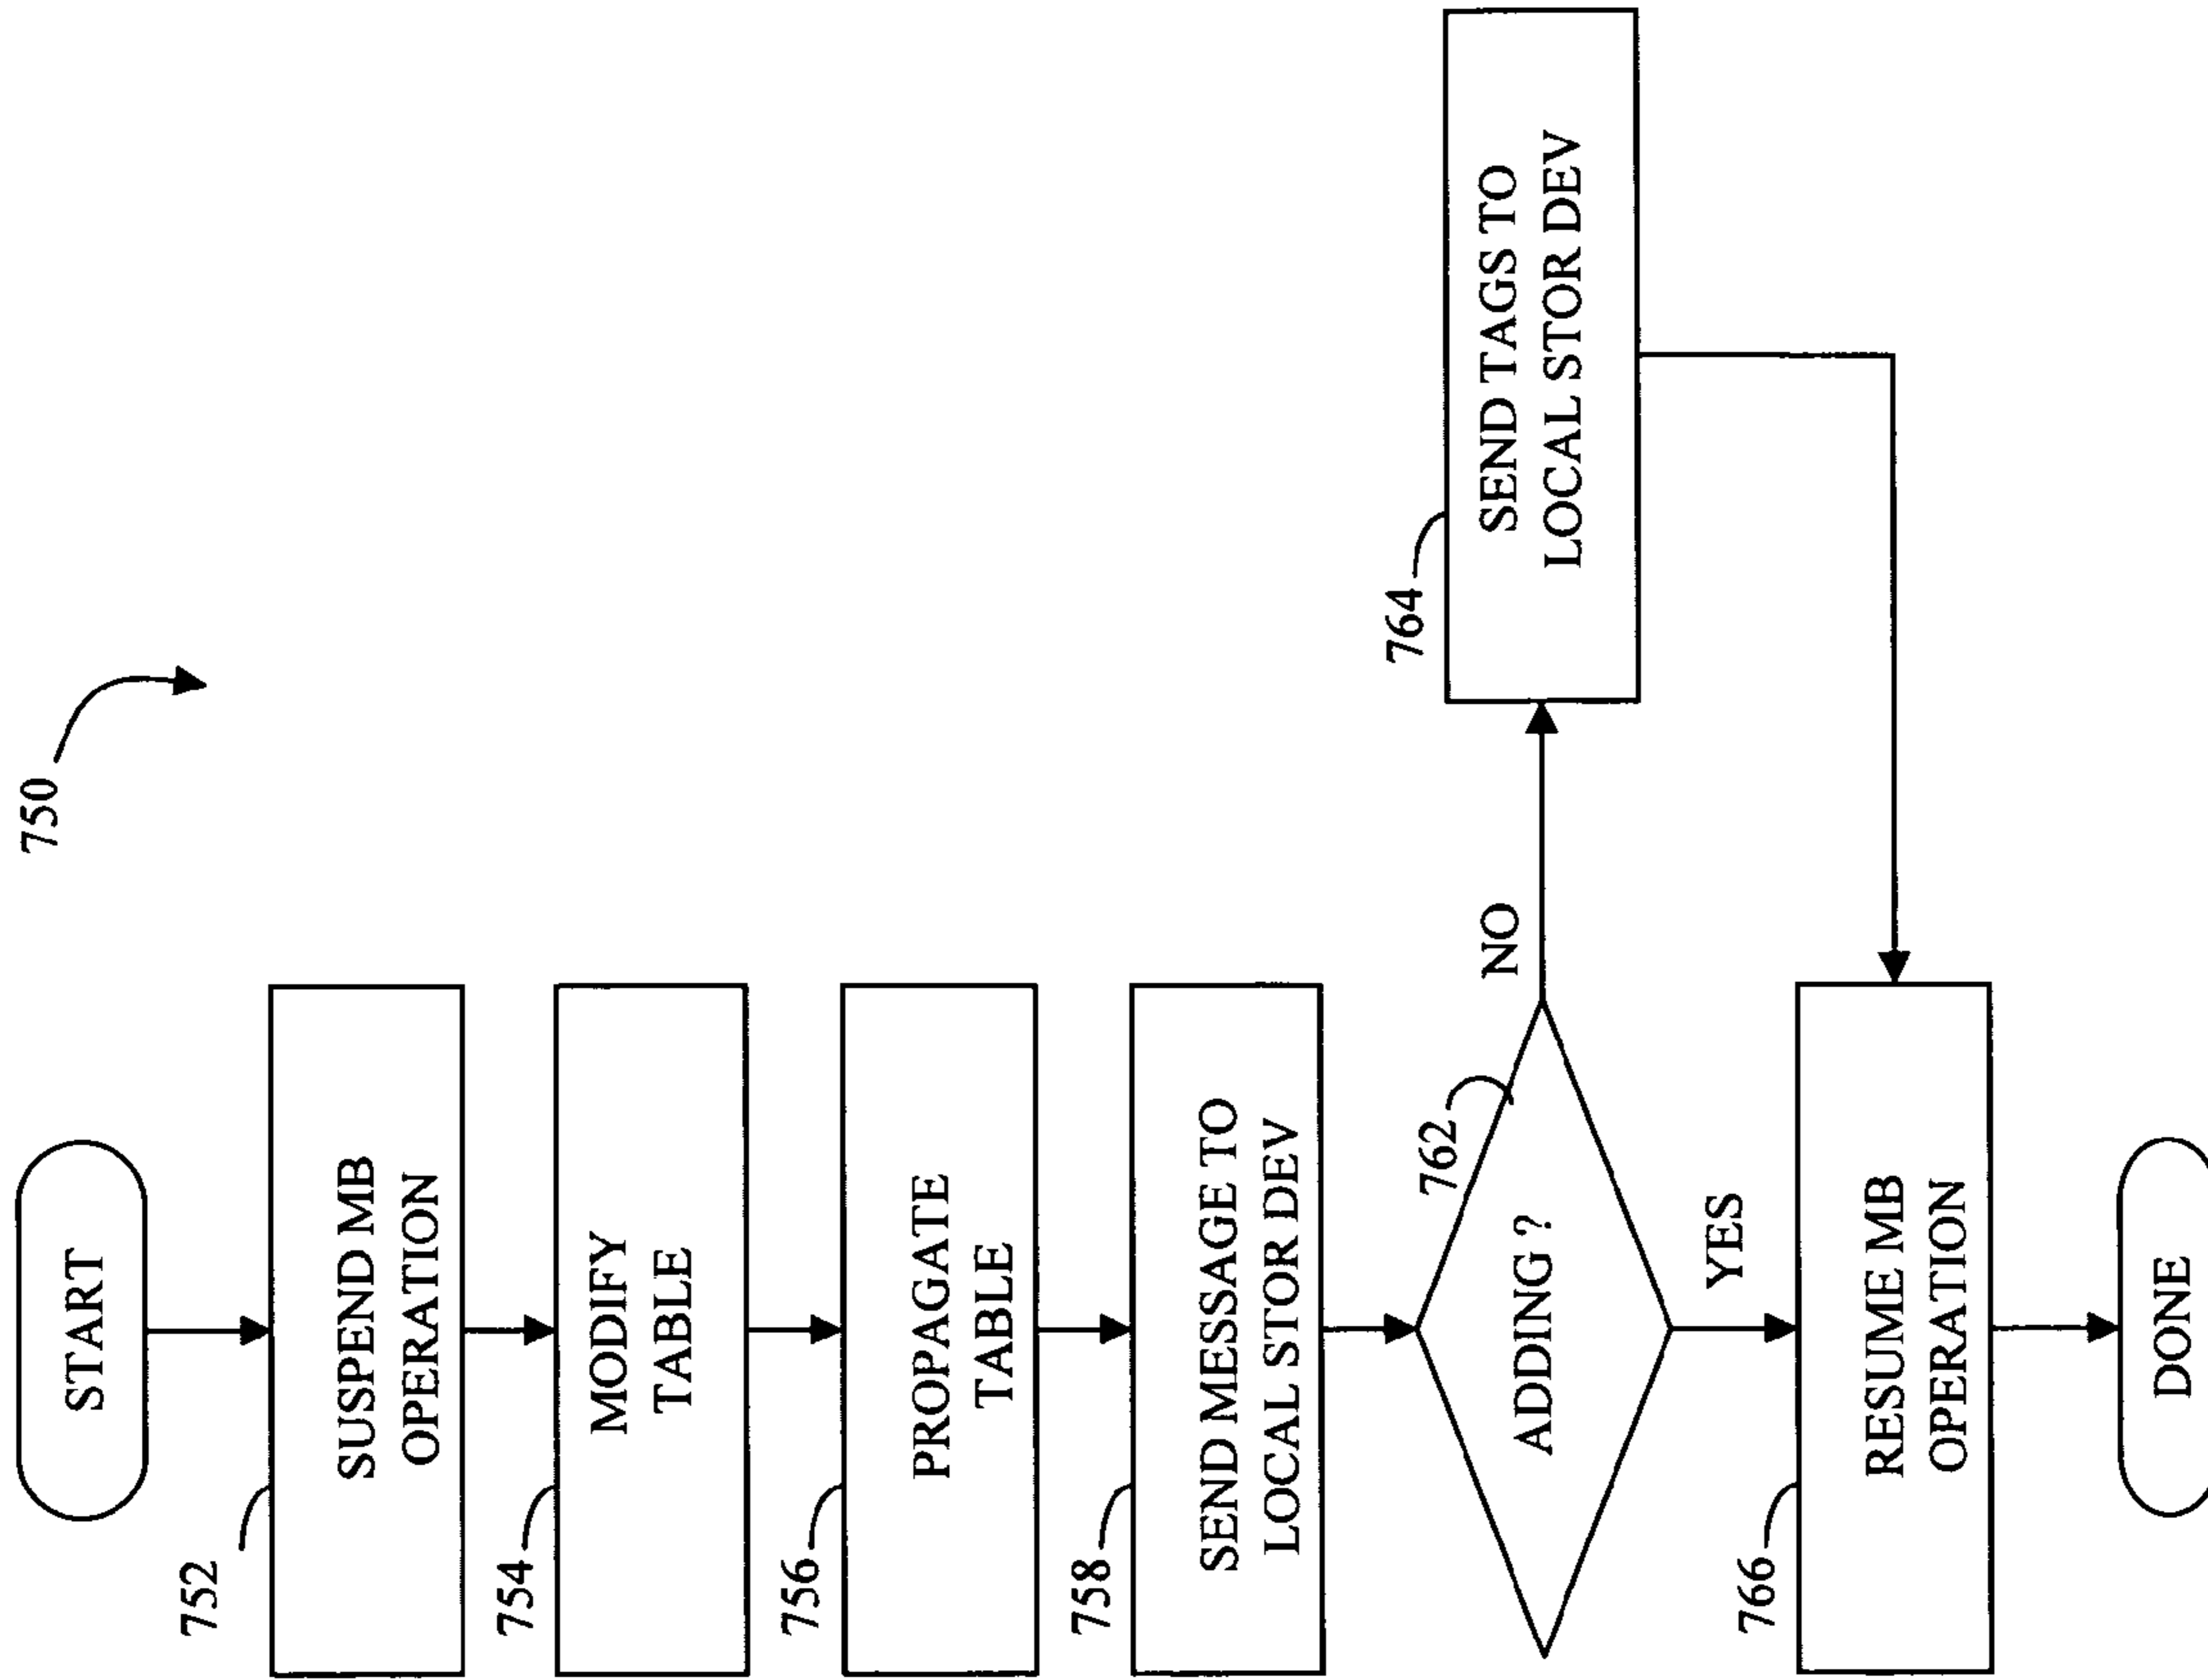 750
START
752
SUSPEND MB
OPERATION
754
MODIFY
TABLE
756
PROPAGATE
TABLE
758
SEND MESSAGE TO
LOCAL STOR DEV
762
ADDING ?
NO
764
SEND TAGS TO
LOCAL STOR DEV
YES
766
RESUME MB
OPERATION
DONE